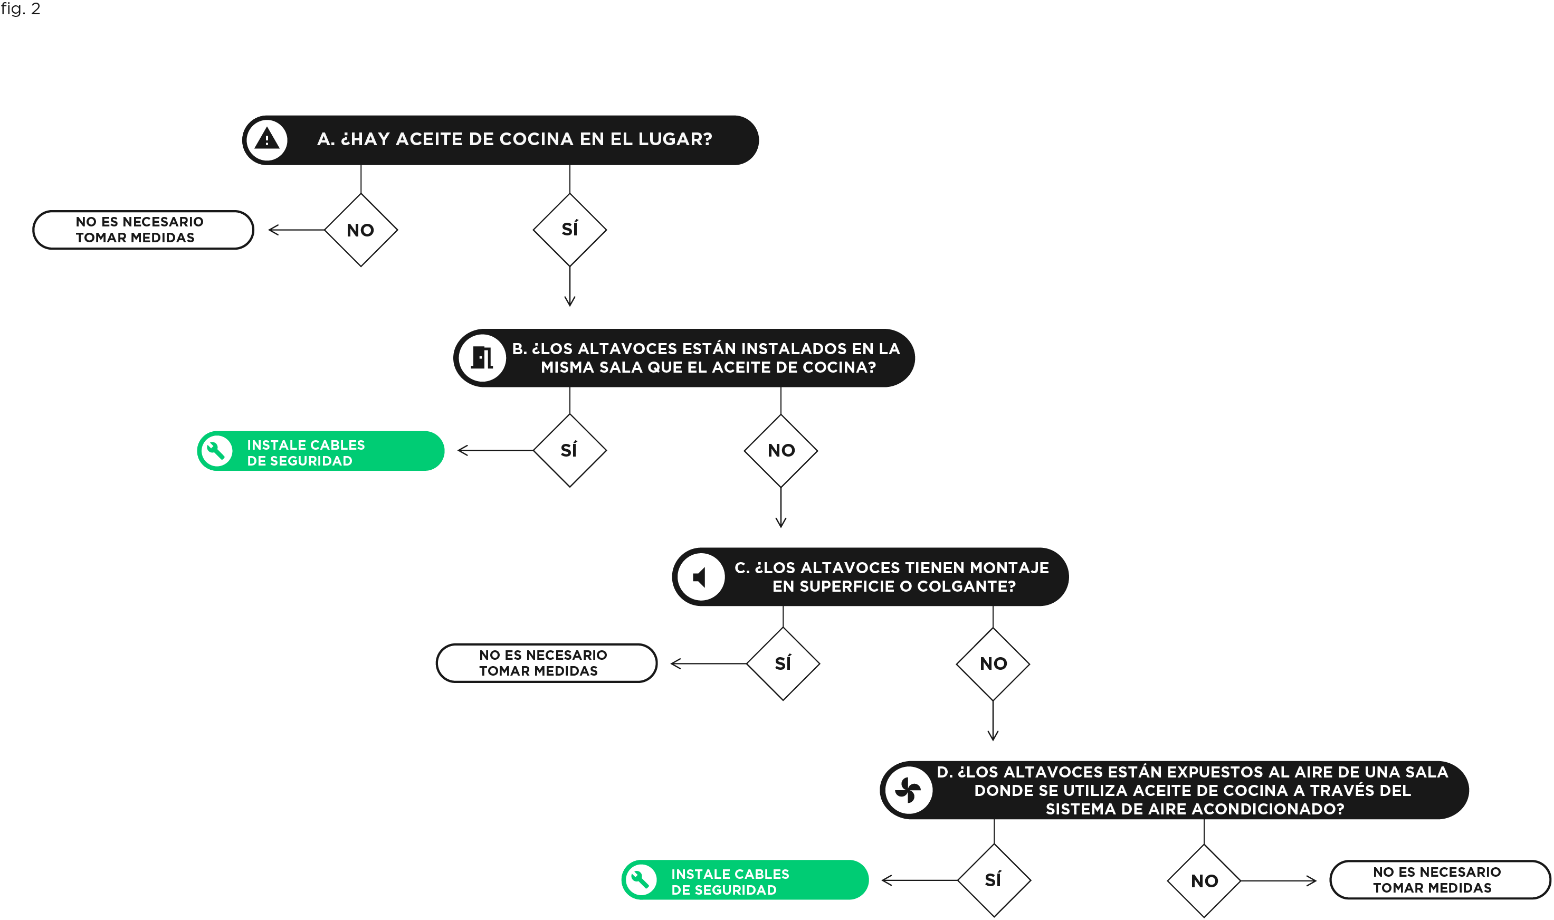 fig. 2
A. ¿HAY ACEITE DE COCINA EN EL LUGAR?
NO ES NECESARIO
TOMAR MEDIDAS
NO
SÍ
B. ¿LOS ALTAVOCES ESTÁN INSTALADOS EN LA
MISMA SALA QUE EL ACEITE DE COCINA?
INSTALE CABLES
DE SEGURIDAD
SÍ
NO
C. ¿LOS ALTAVOCES TIENEN MONTAJE
EN SUPERFICIE O COLGANTE?
NO ES NECESARIO
TOMAR MEDIDAS
SÍ
NO
D. ¿LOS ALTAVOCES ESTÁN EXPUESTOS AL AIRE DE UNA SALA
DONDE SE UTILIZA ACEITE DE COCINA A TRAVÉS DEL
SISTEMA DE AIRE ACONDICIONADO?
INSTALE CABLES
DE SEGURIDAD
SÍ
NO
NO ES NECESARIO
TOMAR MEDIDAS